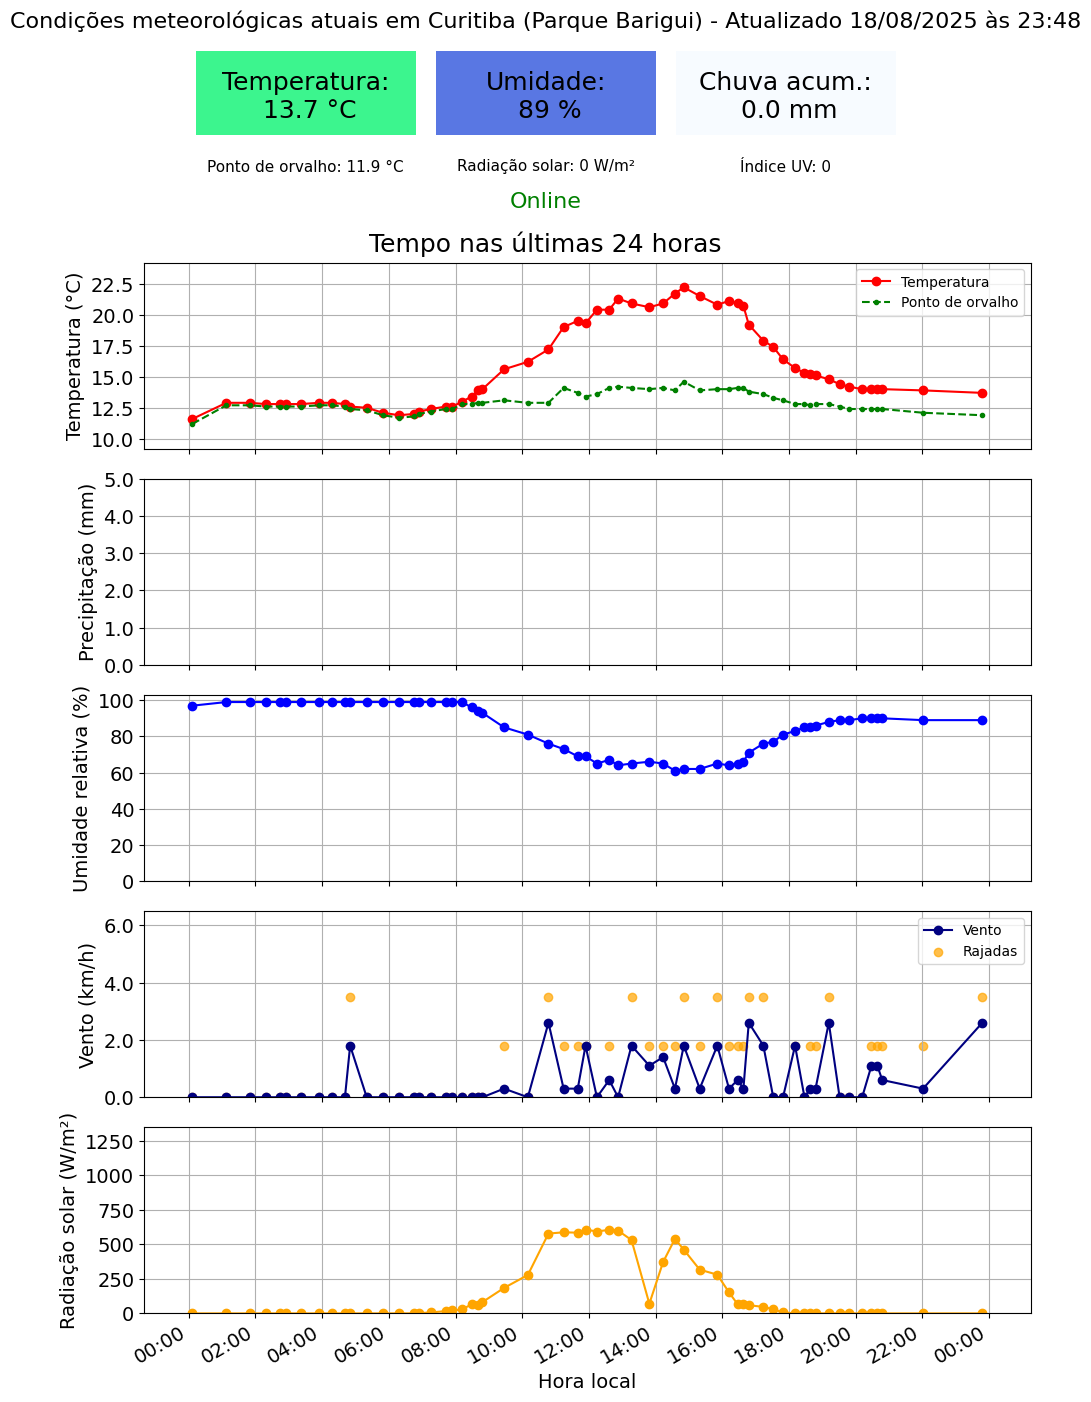 Condições meteorológicas atuais em Curitiba (Parque Barigui) - Atualizado 18/08/2025 às 23:48
Temperatura:
13.7 °C
Umidade:
89 %
Chuva acum.:
0.0 mm
Ponto de orvalho: 11.9 °C
Radiação solar: 0 W/m²
Índice UV: 0
Online
Tempo nas últimas 24 horas
Temperatura (°C)
22.5
20.0
17.5
15.0
12.5
10.0
Temperatura
Ponto de orvalho
Precipitação (mm)
5.0
4.0
3.0
2.0
1.0
0.0
Umidade relativa (%)
100
80
60
40
20
0
Vento (km/h)
6.0
4.0
2.0
0.0
Vento
Rajadas
Radiação solar (W/m²)
1250
1000
750
500
250
0
00:00 02:00 04:00 06:00 08:00 10:00 12:00 14:00 16:00 18:00 20:00 22:00 00:00
Hora local